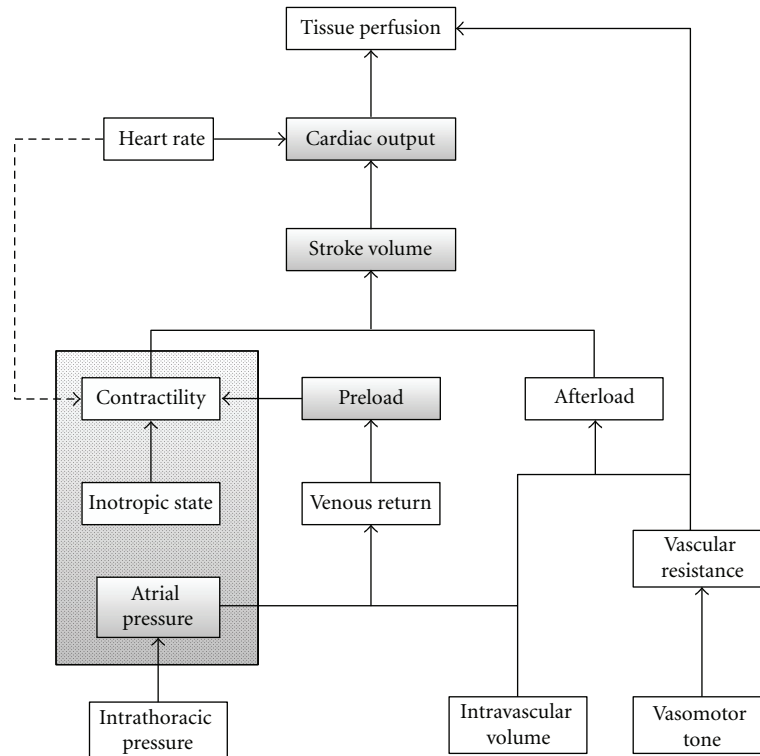 Tissue perfusion
Heart rate
Cardiac output
Stroke volume
Contractility
Preload
Afterload
Inotropic state
Venous return
Vascular
resistance
Atrial
pressure
Intrathoracic
pressure
Intravascular
volume
Vasomotor
tone